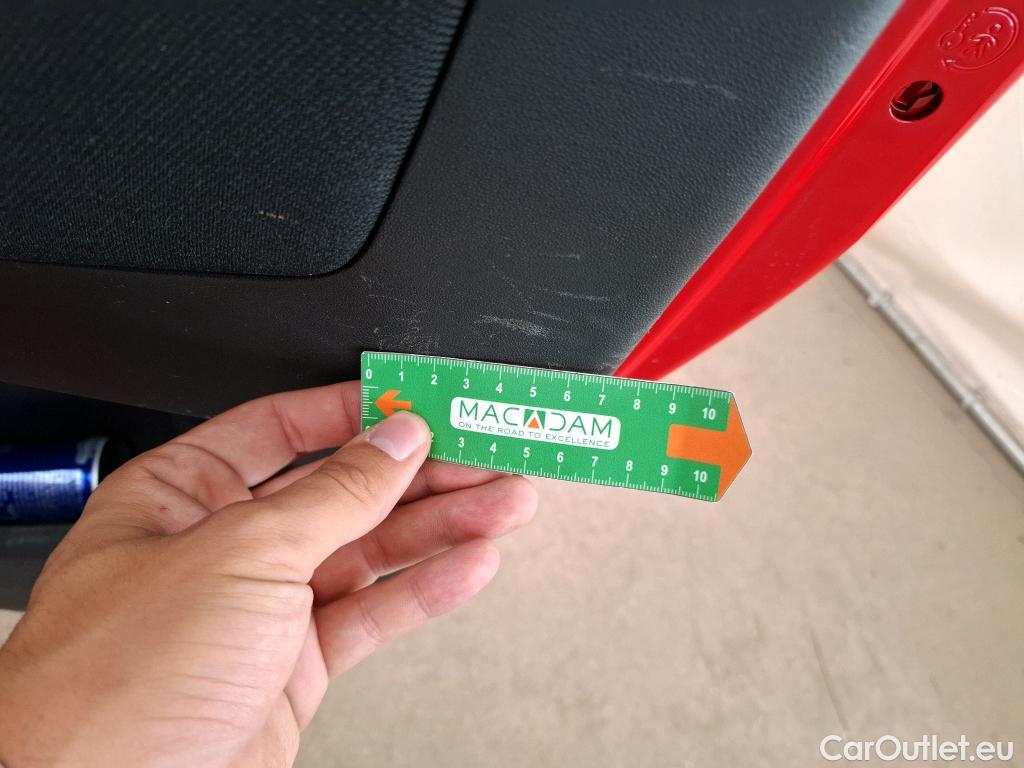 0 1 2 3 4 5 6 7 8 9 10
MACADAM
ON THE ROAD TO EXCELLENCE
3 4 5 6 7 8 9 10
CarOutlet.eu